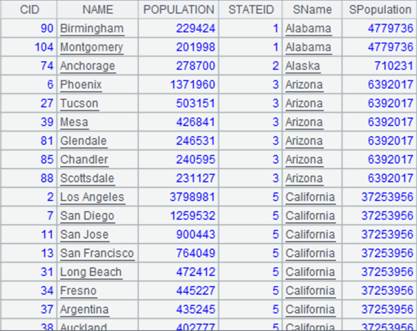 CID NAME POPULATION STATEID SName SPopulation
90 Birmingham 229424 1 Alabama 4779736
104 Montgomery 201998 1 Alabama 4779736
74 Anchorage 278700 2 Alaska 710231
6 Phoenix 1371960 3 Arizona 6392017
27 Tucson 503151 3 Arizona 6392017
39 Mesa 426841 3 Arizona 6392017
81 Glendale 246531 3 Arizona 6392017
85 Chandler 240595 3 Arizona 6392017
88 Scottsdale 231127 3 Arizona 6392017
2 Los Angeles 3798981 5 California 37253956
7 San Diego 1259532 5 California 37253956
11 San Jose 900443 5 California 37253956
13 San Francisco 764049 5 California 37253956
31 Long Beach 472412 5 California 37253956
34 Fresno 445227 5 California 37253956
37 Argentina 435245 5 California 37253956
38 Auckland 402777 5 California 37253956